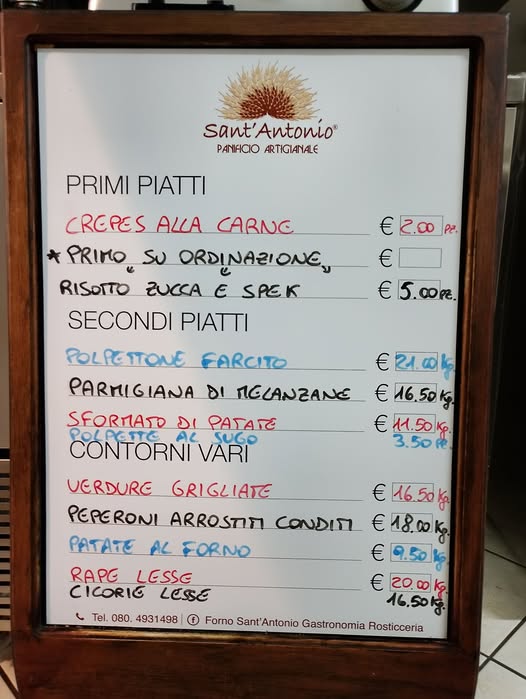 Sant'Antonio®
PANIFICIO ARTIGIANALE
PRIMI PIATTI
CREPES ALLA CARNE € 2.00 PZ.
* PRIMO SU ORDINAZIONE €
RISOTTO ZUCCA E SPEK € 5.00 PZ.
SECONDI PIATTI
POLPETTONE FARCITO € 21.00 Kg.
PARMIGIANA DI MELANZANE € 16.50 Kg.
SFORMATO DI PATATE € 11.50 Kg.
POLPETTE AL SUGO 3.50 PZ.
CONTORNI VARI
VERDURE GRIGLIATE € 16.50 Kg.
PEPERONI ARROSTITI CONDITI € 18.00 Kg.
PATATE AL FORNO € 9.50 Kg.
RAPE LESSE € 20.00 Kg.
CICORIE LESSE 16.50 Kg.
Tel. 080. 4931498 | Forno Sant'Antonio Gastronomia Rosticceria